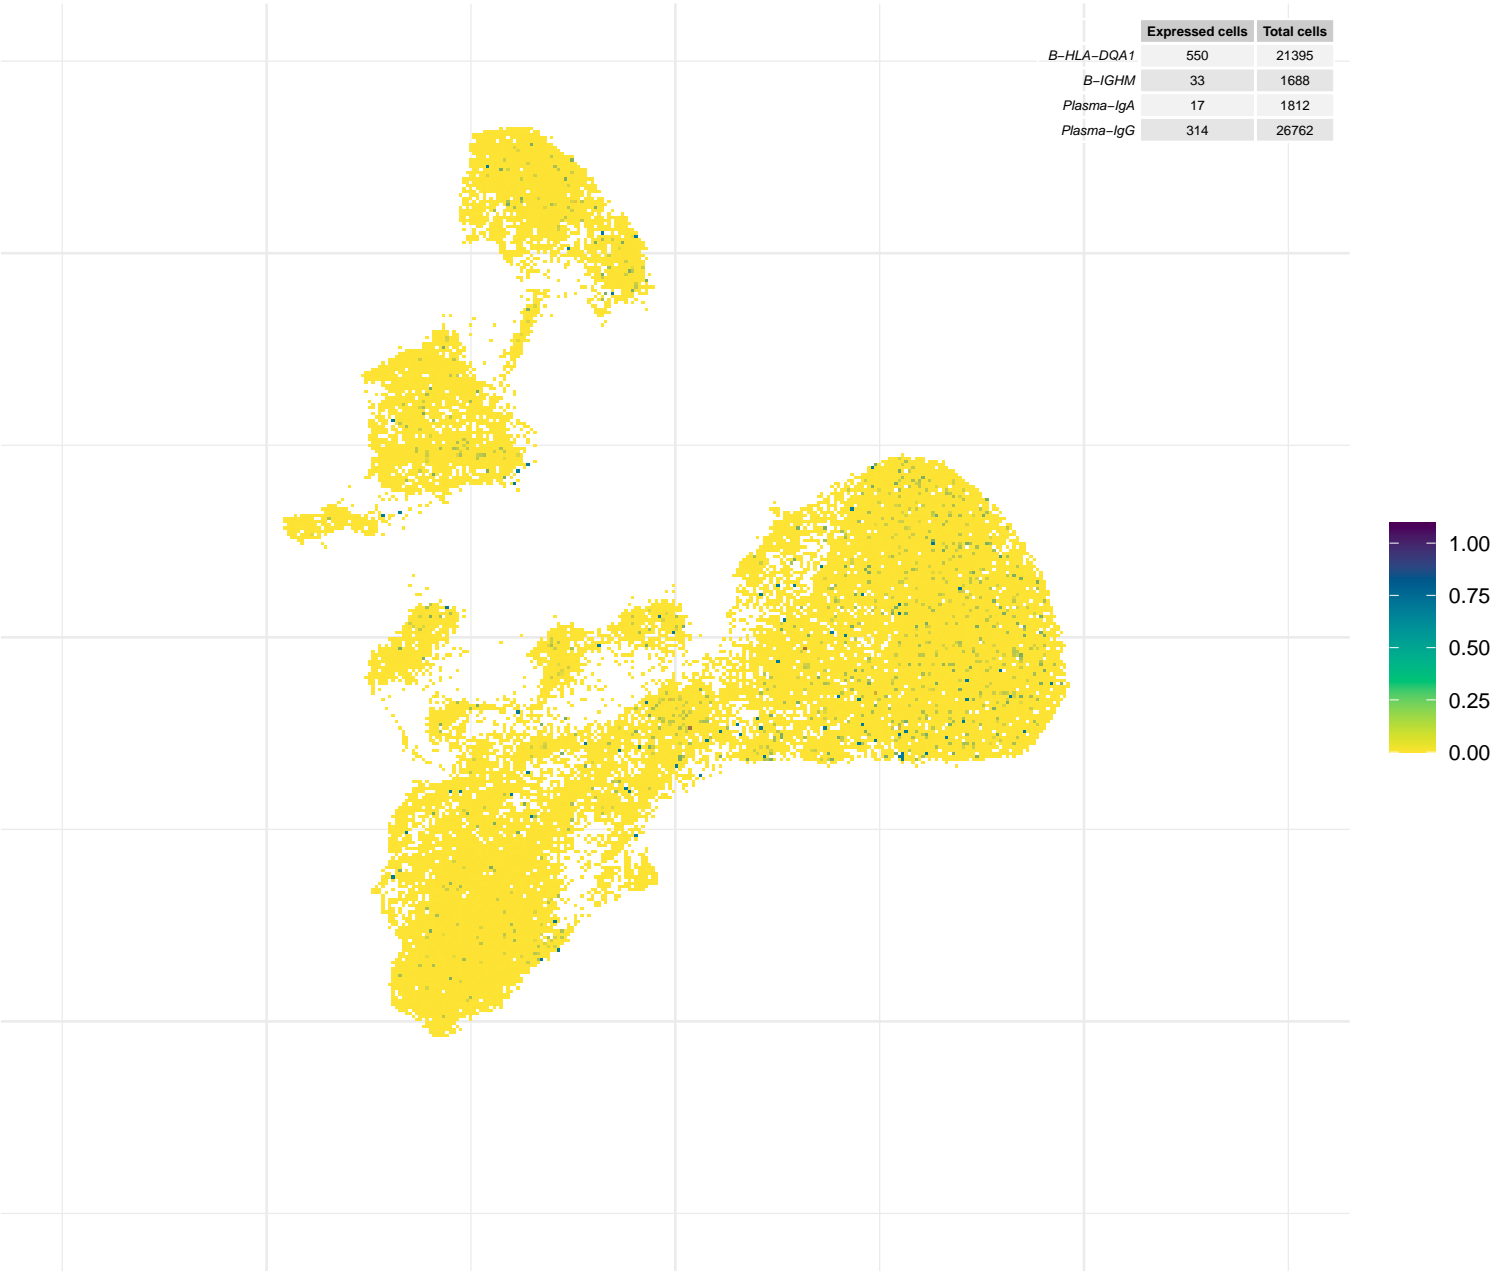 Expressed cells Total cells
B−HLA−DQA1 550 21395
B−IGHM 33 1688
Plasma−IgA 17 1812
Plasma−IgG 314 26762
1.00
0.75
0.50
0.25
0.00